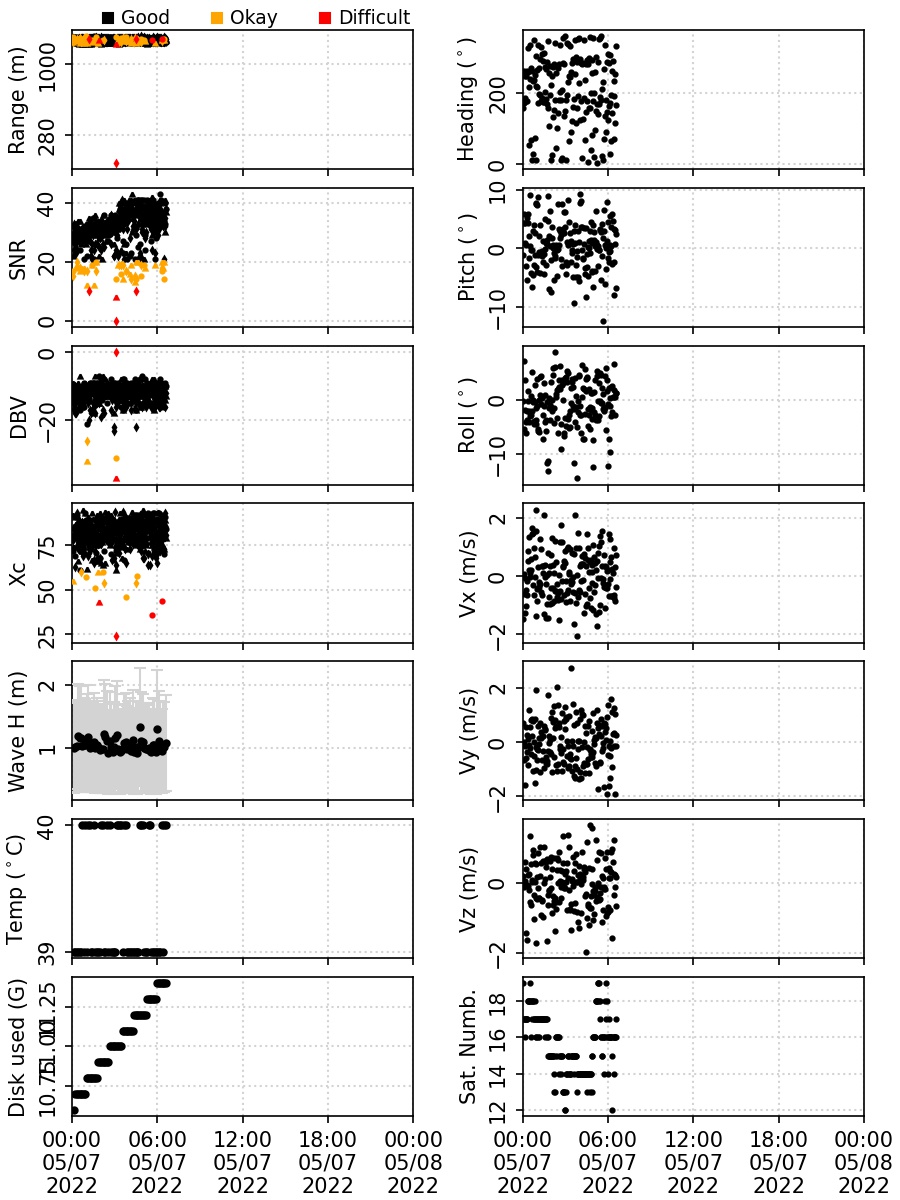 Good Okay Difficult
Range (m)
1000
280
Heading (°)
200
0
SNR
40
20
0
Pitch (°)
10
0
−10
DBV
0
−20
Roll (°)
0
−10
Xc
75
50
25
Vx (m/s)
2
0
−2
Wave H (m)
2
1
Vy (m/s)
2
0
−2
Temp (°C)
40
39
Vz (m/s)
0
−2
Disk used (G)
11.25
11.00
10.75
Sat. Numb.
18
16
14
12
00:00 06:00 12:00 18:00 00:00
05/07 05/07 05/07 05/07 05/08
2022 2022 2022 2022 2022
00:00 06:00 12:00 18:00 00:00
05/07 05/07 05/07 05/07 05/08
2022 2022 2022 2022 2022